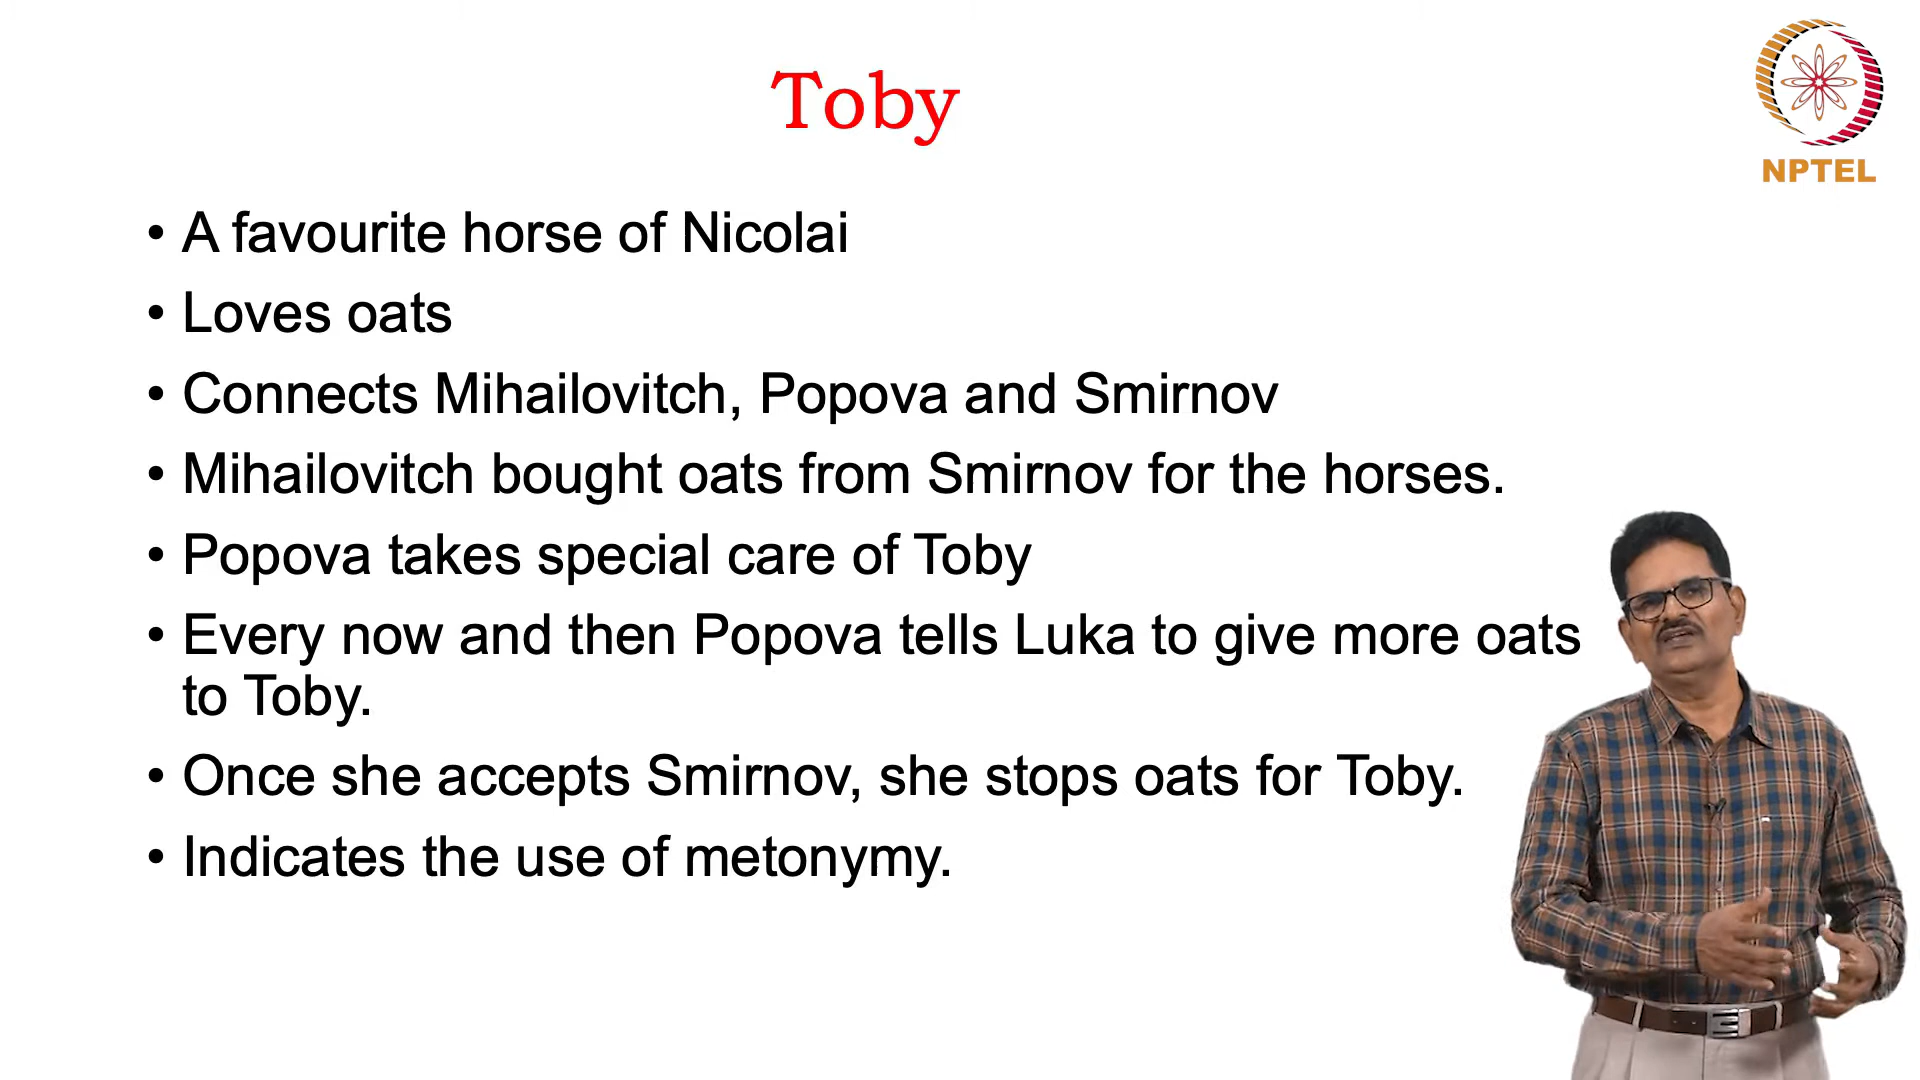 Toby
NPTEL
• A favourite horse of Nicolai
• Loves oats
• Connects Mihailovitch, Popova and Smirnov
• Mihailovitch bought oats from Smirnov for the horses.
• Popova takes special care of Toby
• Every now and then Popova tells Luka to give more oats
to Toby.
• Once she accepts Smirnov, she stops oats for Toby.
• Indicates the use of metonymy.